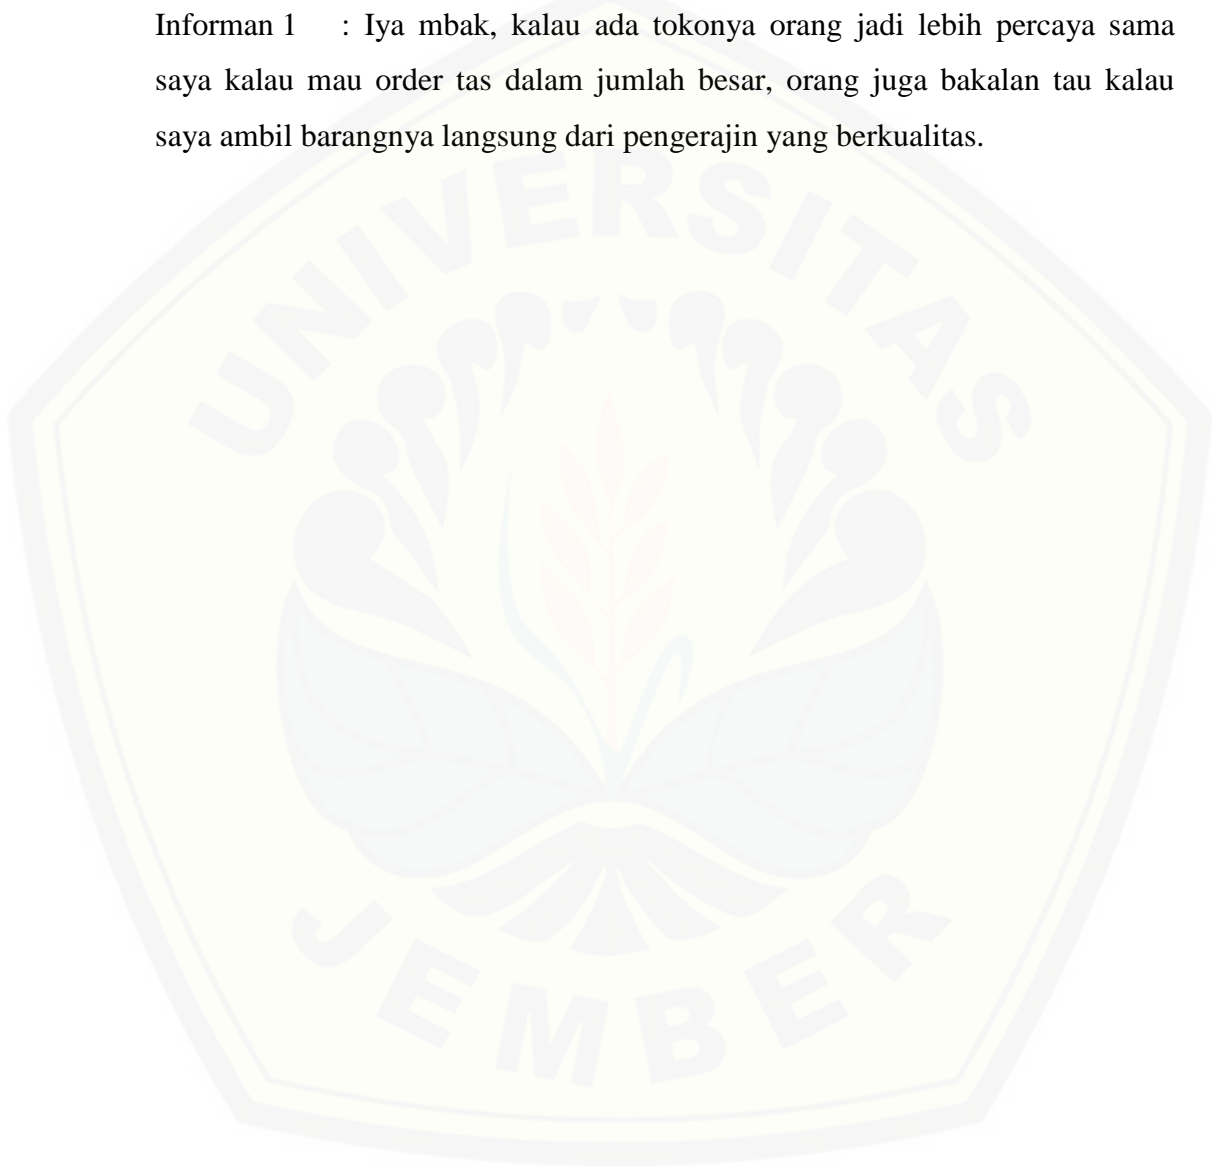 Informan 1 : Iya mbak, kalau ada tokonya orang jadi lebih percaya sama
saya kalau mau order tas dalam jumlah besar, orang juga bakalan tau kalau
saya ambil barangnya langsung dari pengerajin yang berkualitas.
UNIVERSITAS
JEMBER